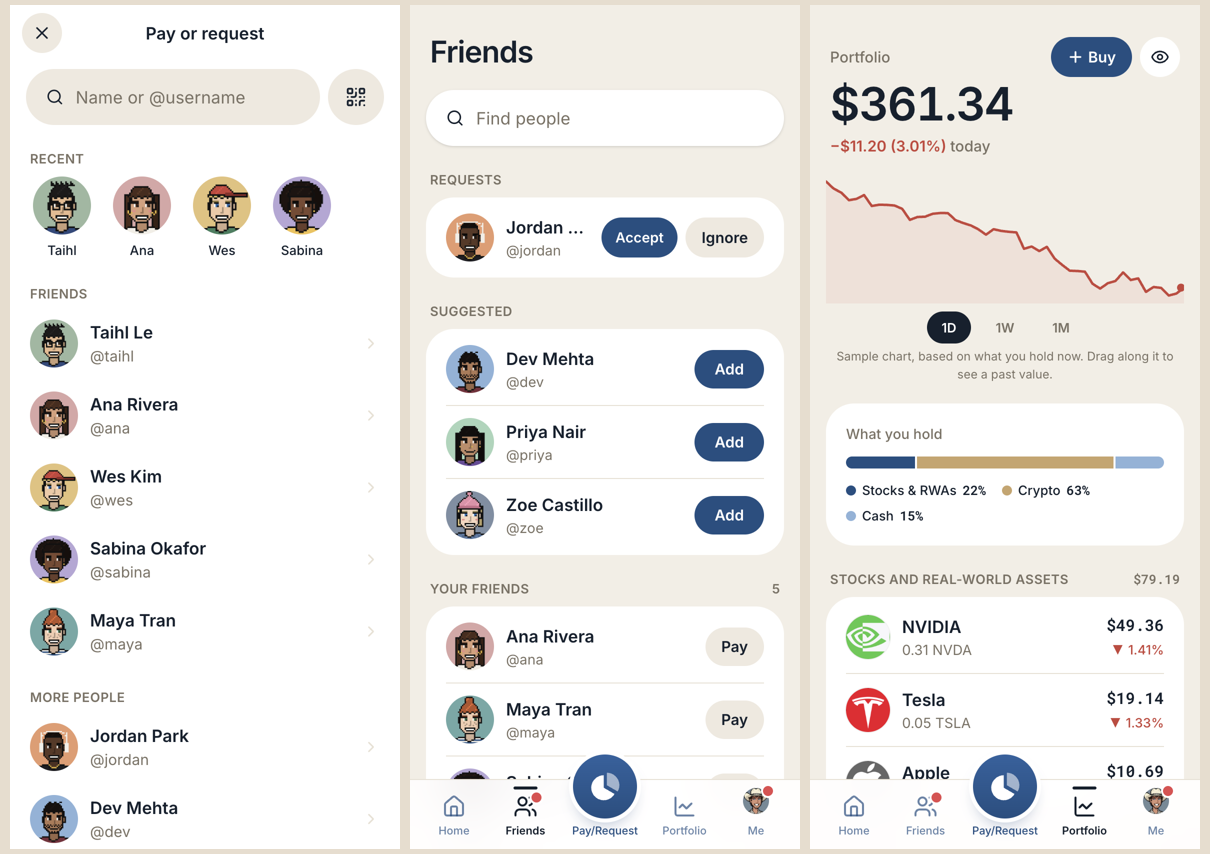 Pay or request
Name or @username
RECENT
Taihl
Ana
Wes
Sabina
FRIENDS
Taihl Le
@taihl
Ana Rivera
@ana
Wes Kim
@wes
Sabina Okafor
@sabina
Maya Tran
@maya
MORE PEOPLE
Jordan Park
@jordan
Dev Mehta
@dev
Friends
Find people
REQUESTS
Jordan ...
@jordan
Accept
Ignore
SUGGESTED
Dev Mehta
@dev
Add
Priya Nair
@priya
Add
Zoe Castillo
@zoe
Add
YOUR FRIENDS 5
Ana Rivera
@ana
Pay
Maya Tran
@maya
Pay
Home
Friends
Pay/Request
Portfolio
Me
Portfolio
+ Buy
$361.34
−$11.20 (3.01%) today
1D 1W 1M
Sample chart, based on what you hold now. Drag along it to
see a past value.
What you hold
Stocks & RWAs 22% Crypto 63%
Cash 15%
STOCKS AND REAL-WORLD ASSETS $79.19
NVIDIA $49.36
0.31 NVDA ▼ 1.41%
Tesla $19.14
0.05 TSLA ▼ 1.33%
Apple $10.69
Home
Friends
Pay/Request
Portfolio
Me